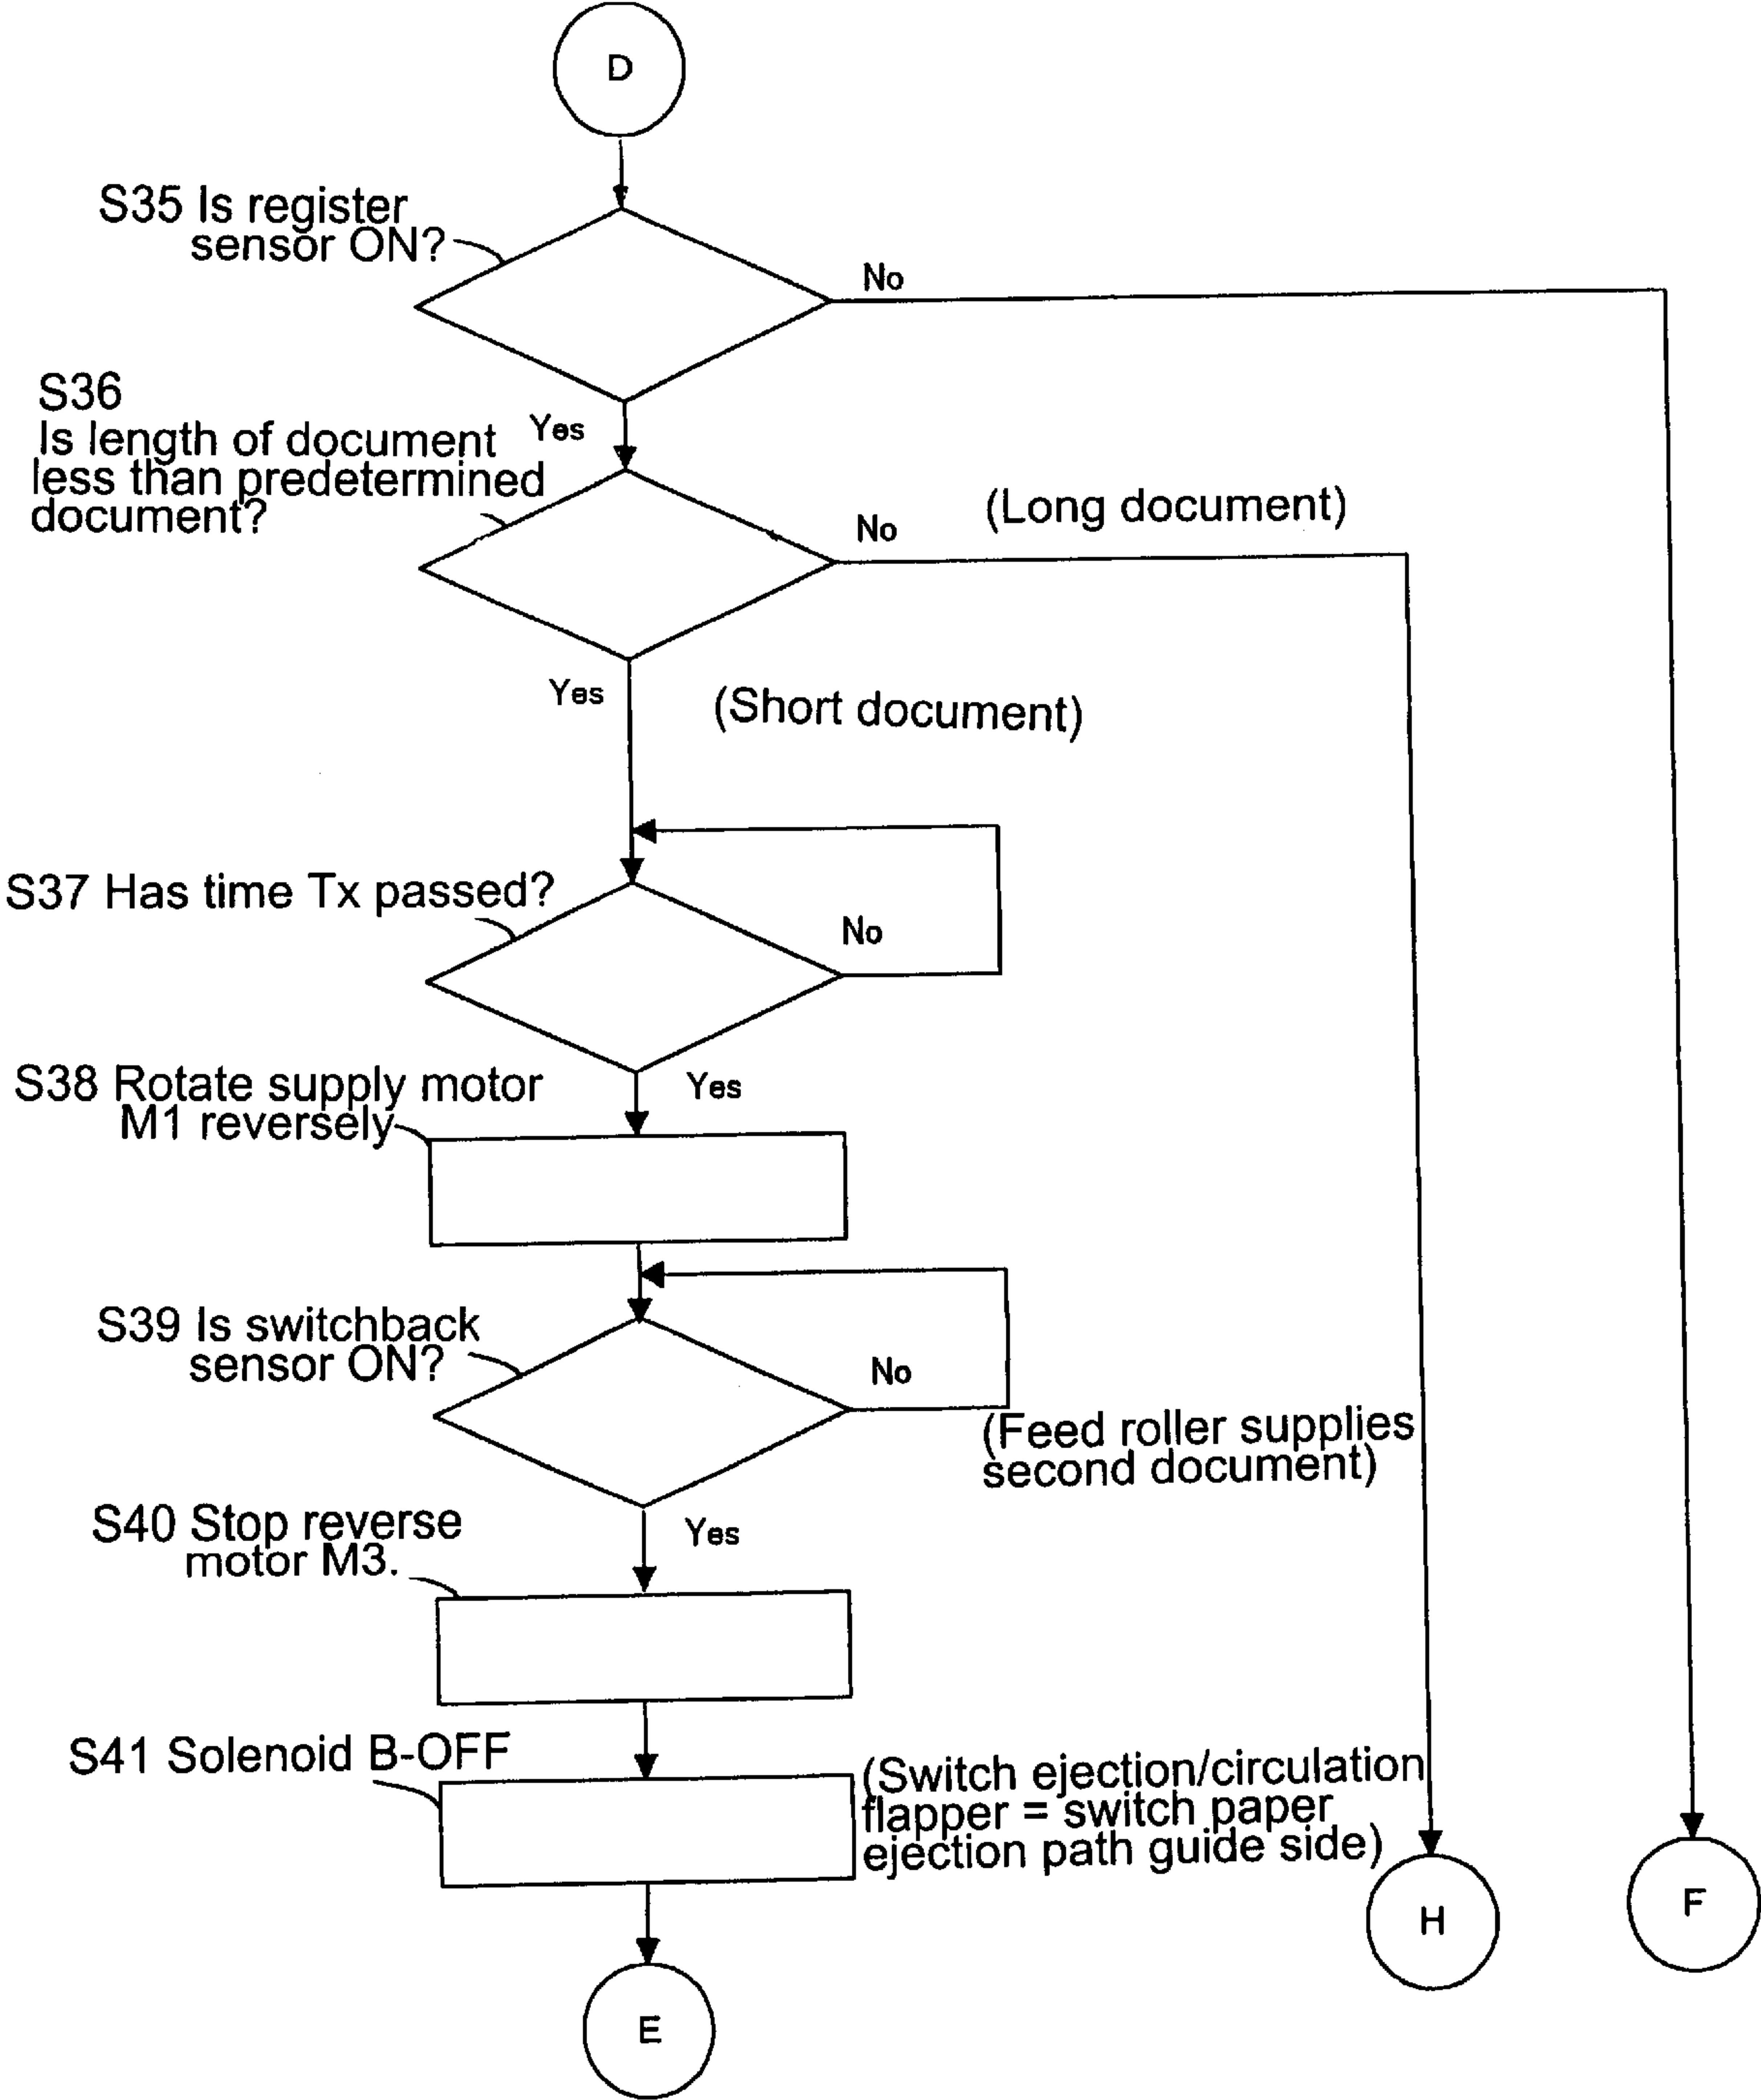 D
S35 Is register
sensor ON?
No
S36
Yes
Is length of document
less than predetermined
document?
No
(Long document)
Yes
(Short document)
S37 Has time Tx passed?
No
S38 Rotate supply motor
M1 reversely
Yes
S39 Is switchback
sensor ON?
No
(Feed roller supplies
second document)
S40 Stop reverse
motor M3.
Yes
S41 Solenoid B-OFF
(Switch ejection/circulation
flapper = switch paper
ejection path guide side)
H
F
E